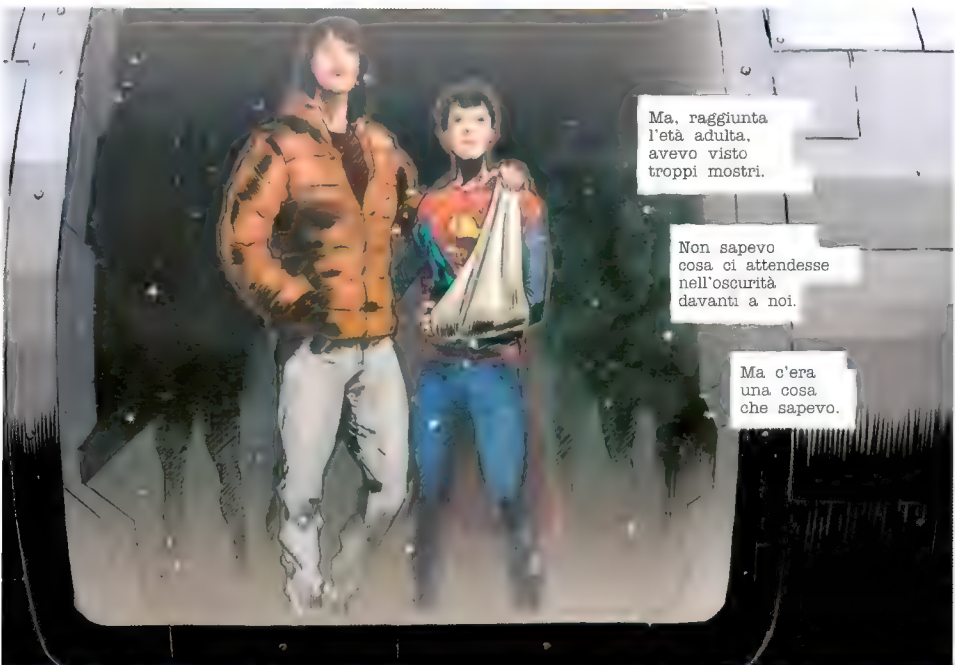 Ma, raggiunta
l'età adulta,
avevo visto
troppi mostri.
Non sapevo
cosa ci attendesse
nell'oscurità
davanti a noi.
Ma c'era
una cosa
che sapevo.